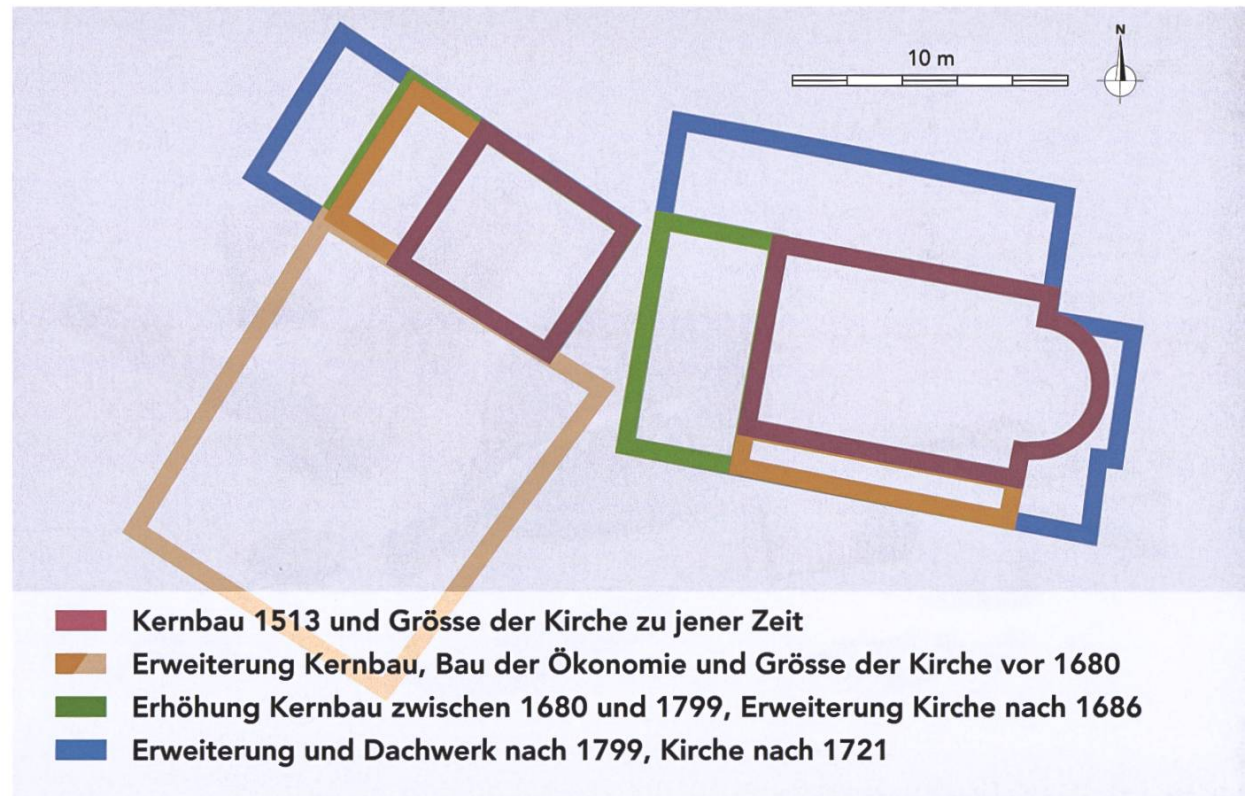 N
10 m
Kernbau 1513 und Grösse der Kirche zu jener Zeit
Erweiterung Kernbau, Bau der Ökonomie und Grösse der Kirche vor 1680
Erhöhung Kernbau zwischen 1680 und 1799, Erweiterung Kirche nach 1686
Erweiterung und Dachwerk nach 1799, Kirche nach 1721